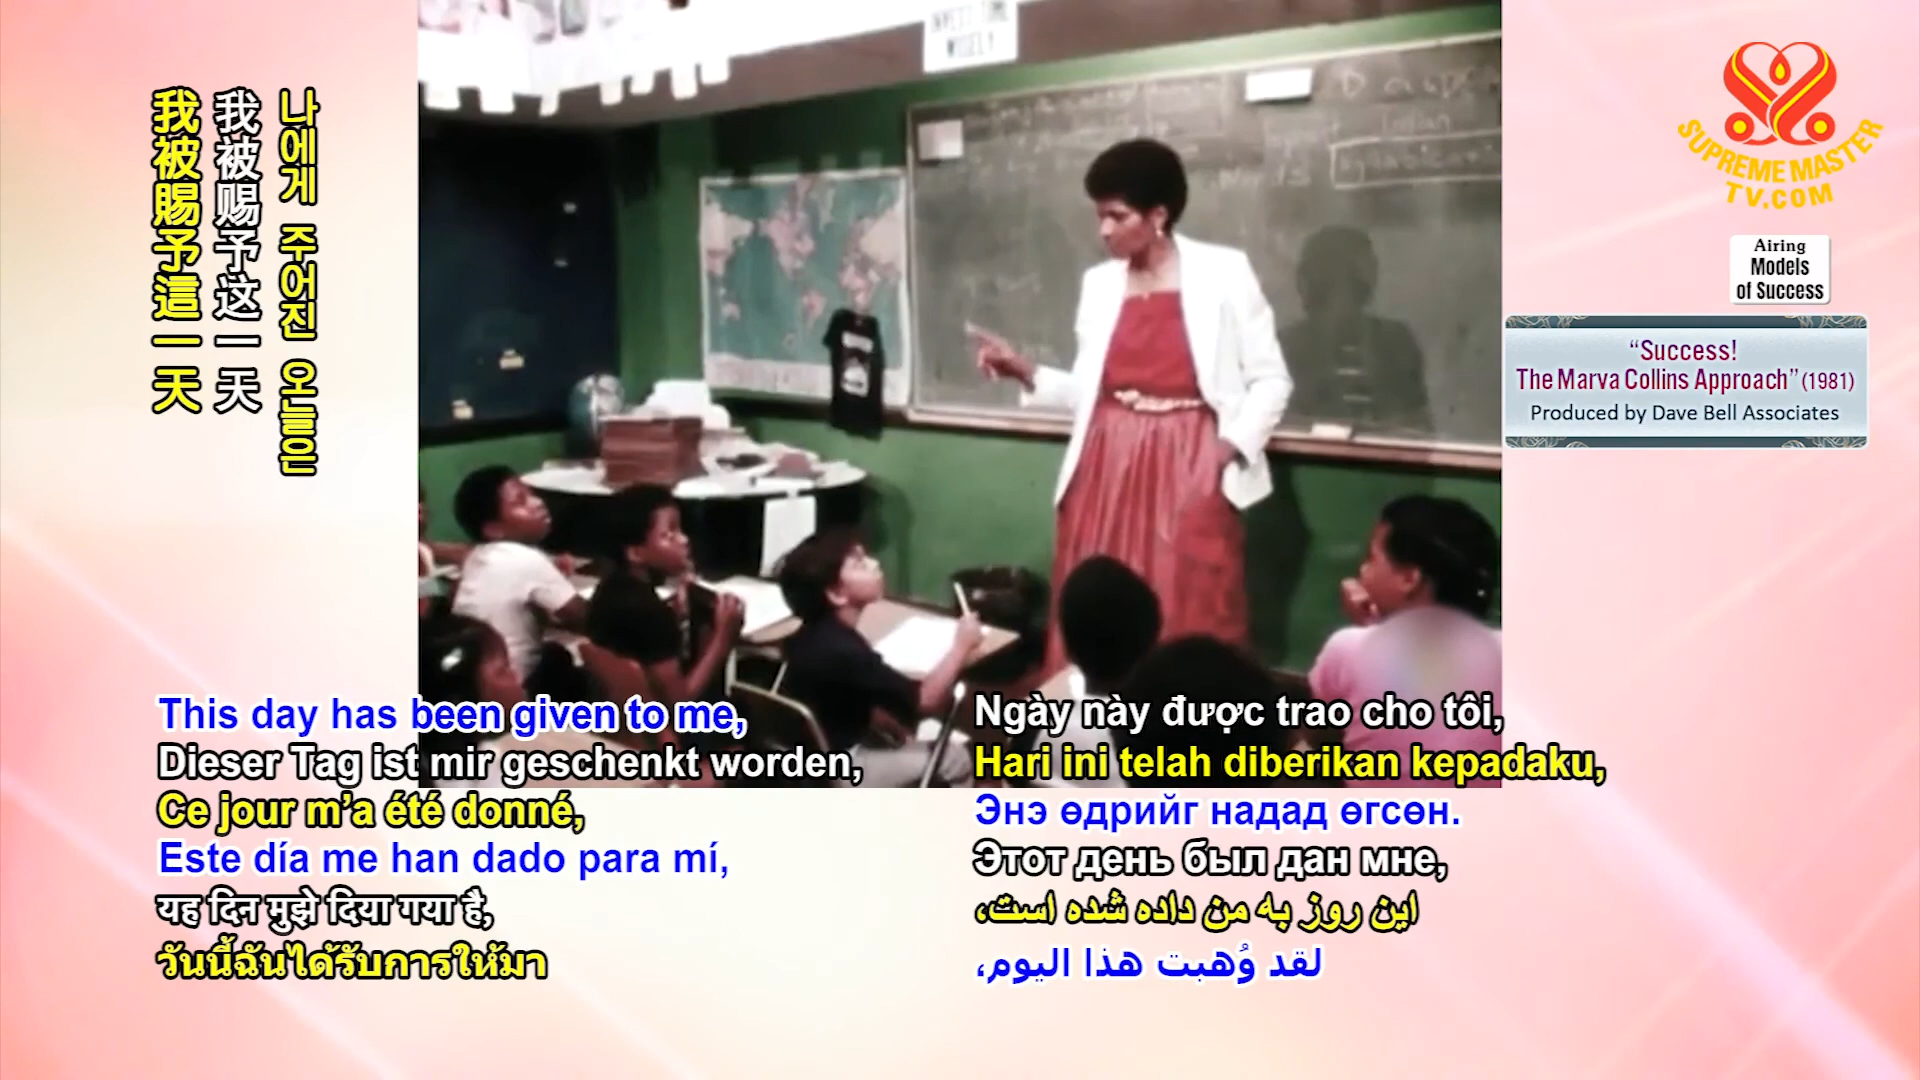 我被賜予這一天
我被赐予这一天
나에게 주어진 오늘은
INVEST TIME
WISELY
SUPREME MASTER
TV.COM
Airing
Models
of Success
“Success!
The Marva Collins Approach” (1981)
Produced by Dave Bell Associates
This day has been given to me,
Dieser Tag ist mir geschenkt worden,
Ce jour m’a été donné,
Este día me han dado para mí,
यह दिन मुझे दिया गया है,
วันนี้ฉันได้รับการให้มา
Ngày này được trao cho tôi,
Hari ini telah diberikan kepadaku,
Энэ өдрийг надад өгсөн.
Этот день был дан мне,
این روز به من داده شده است،
لقد وُهبت هذا اليوم،